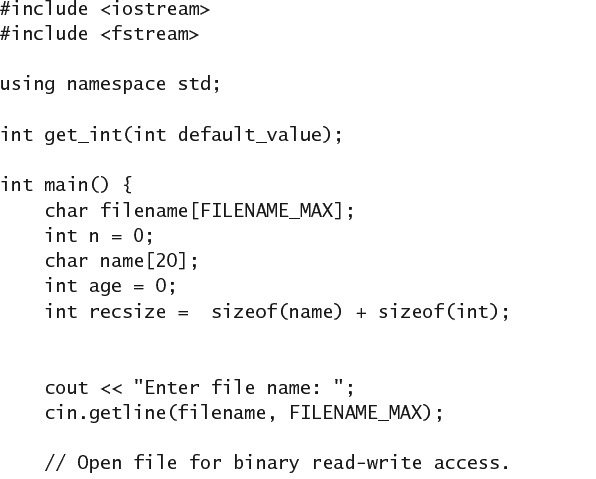 #include <iostream>
#include <fstream>
using namespace std;
int get_int(int default_value);
int main() {
char filename[FILENAME_MAX];
int n = 0;
char name[20];
int age = 0;
int recsize =  sizeof(name) + sizeof(int);
cout << "Enter file name: ";
cin.getline(filename, FILENAME_MAX);
// Open file for binary read-write access.